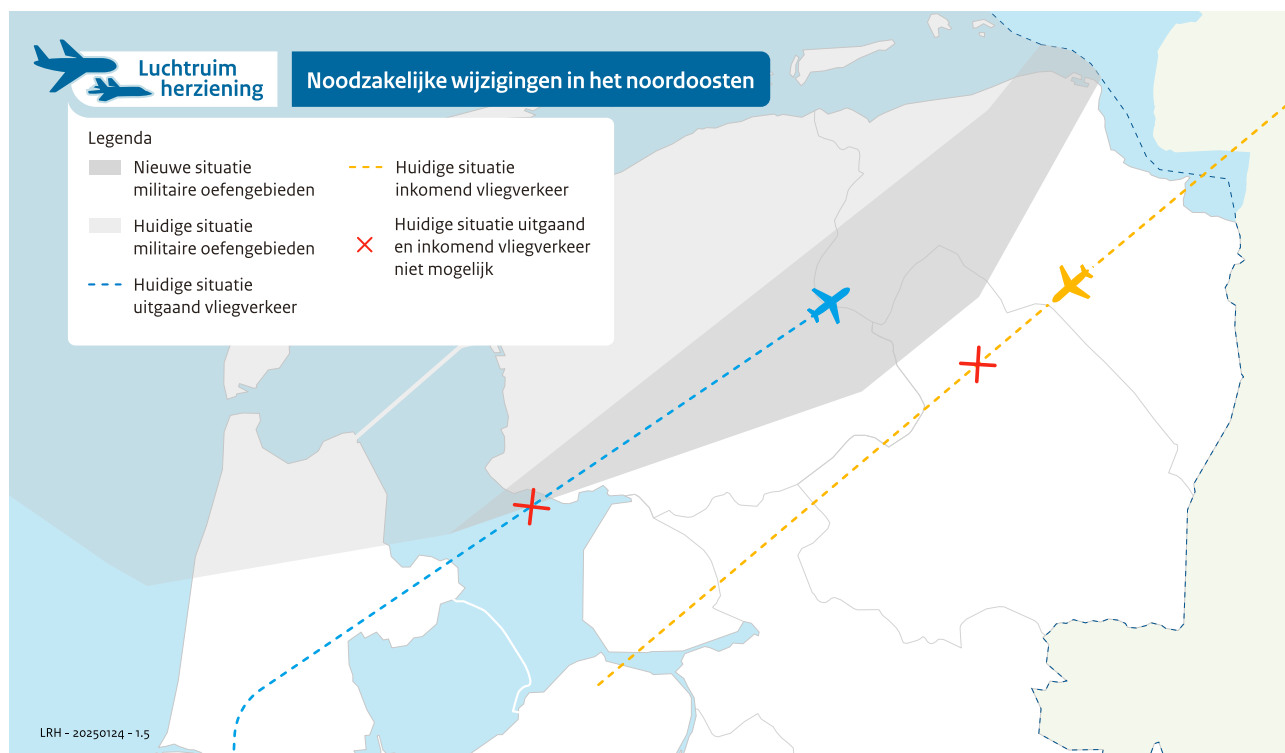 Luchtruim
herziening
Noodzakelijke wijzigingen in het noordoosten
Legenda
Nieuwe situatie
militaire oefengebieden
Huidige situatie
militaire oefengebieden
Huidige situatie
uitgaand vliegverkeer
Huidige situatie
inkomend vliegverkeer
Huidige situatie uitgaand
en inkomend vliegverkeer
niet mogelijk
LRH - 20250124 - 1.5